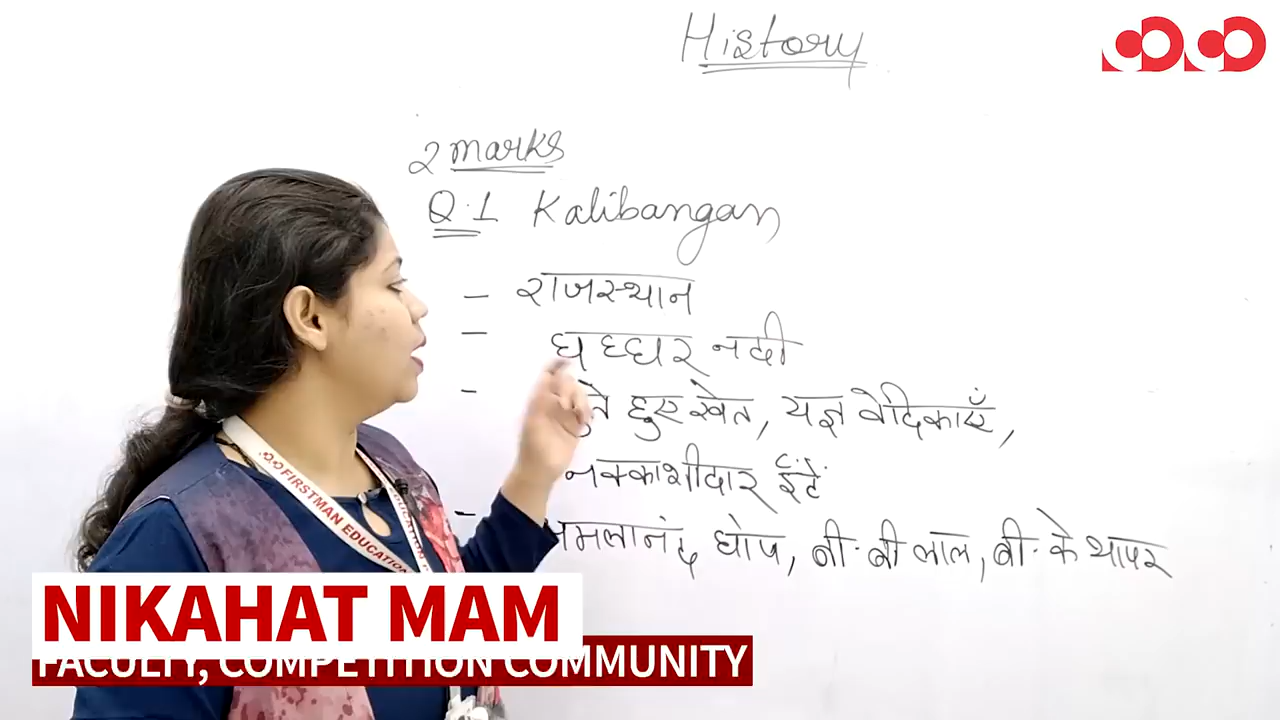 History
2 marks
Q.1 Kalibangan
- राजस्थान
- घग्घर नदी
- हुए खेत, यज्ञ वेदिकाएँ,
नक्काशीदार ईंटें
- घोष, बी. बी लाल, बी. के थापर
FIRSTMAN EDUCATION
NIKAHAT MAM
FACULTY, COMPETITION COMMUNITY